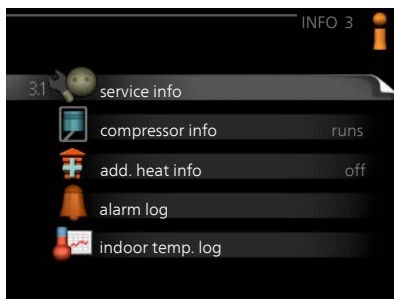 INFO 3
3.1 service info
compressor info runs
add. heat info off
alarm log
indoor temp. log